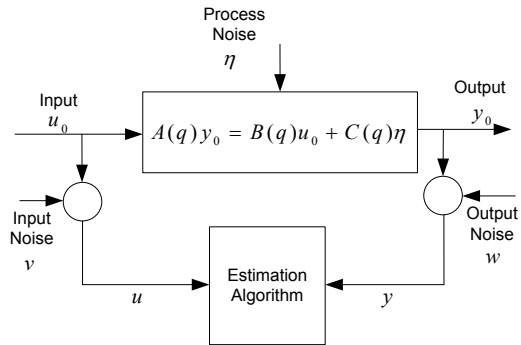 Process
Noise
η
Input
u₀
Output
y₀
A(q)y₀ = B(q)u₀ + C(q)η
Input
Noise
v
Output
Noise
w
Estimation
Algorithm
u
y